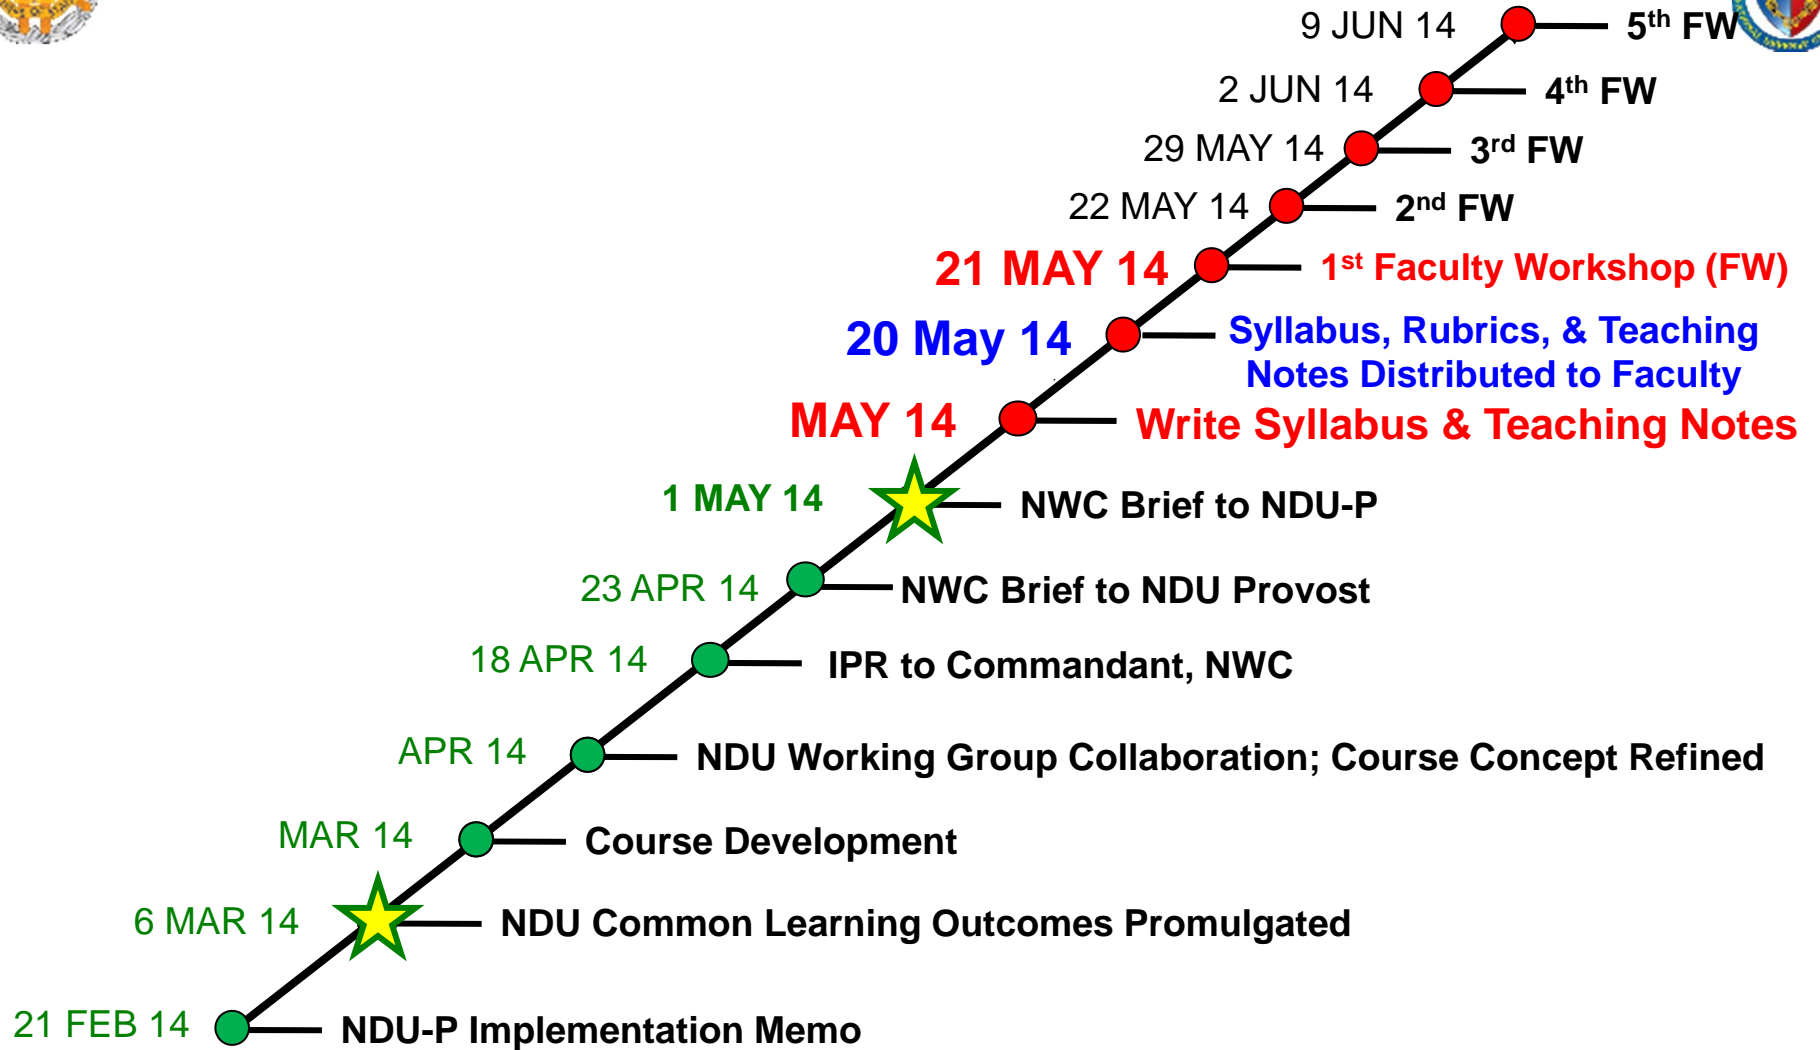 9 JUN 14 5th FW
2 JUN 14 4th FW
29 MAY 14 3rd FW
22 MAY 14 2nd FW
21 MAY 14 1st Faculty Workshop (FW)
20 May 14 Syllabus, Rubrics, & Teaching
Notes Distributed to Faculty
MAY 14 Write Syllabus & Teaching Notes
1 MAY 14 NWC Brief to NDU-P
23 APR 14 NWC Brief to NDU Provost
18 APR 14 IPR to Commandant, NWC
APR 14 NDU Working Group Collaboration; Course Concept Refined
MAR 14 Course Development
6 MAR 14 NDU Common Learning Outcomes Promulgated
21 FEB 14 NDU-P Implementation Memo